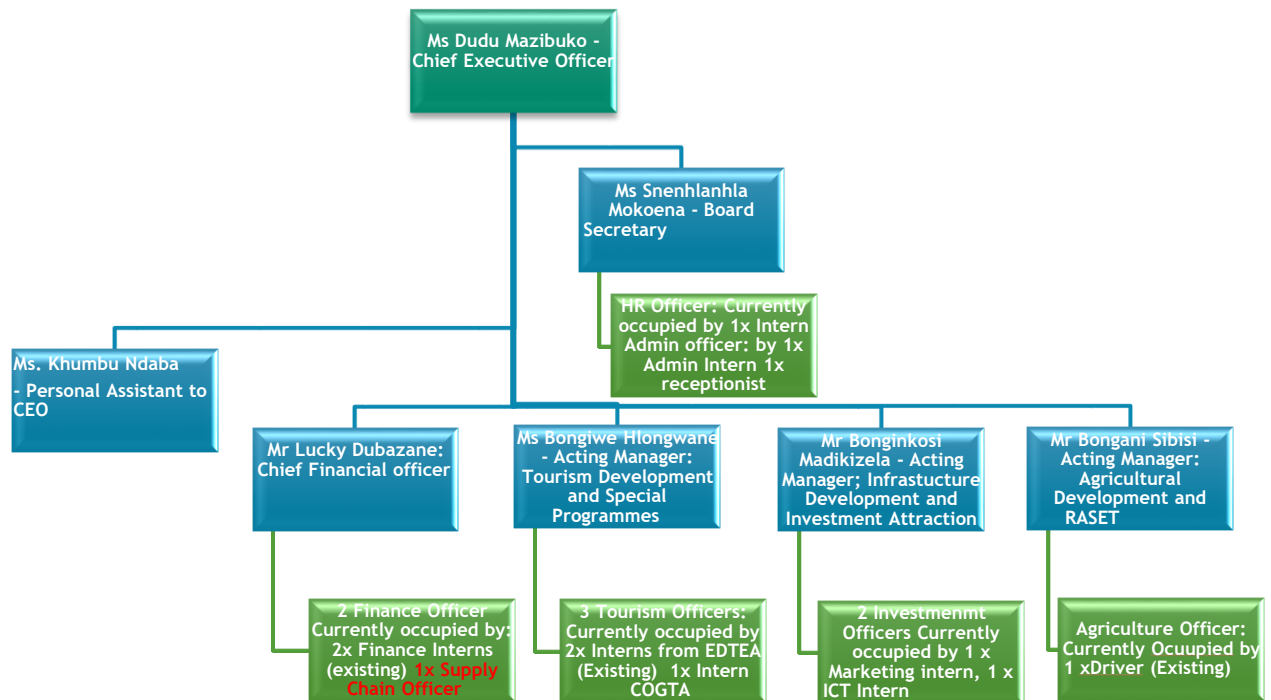 Ms Dudu Mazibuko -
Chief Executive Officer
Ms Snenhlanhla
Mokoena - Board
Secretary
HR Officer: Currently
occupied by 1x Intern
Admin officer: by 1x
Admin Intern 1x
receptionist
Ms. Khumbu Ndaba
- Personal Assistant to
CEO
Mr Lucky Dubazane:
Chief Financial officer
Ms Bongiwe Hlongwane
- Acting Manager:
Tourism Development
and Special
Programmes
Mr Bonginkosi
Madikizela - Acting
Manager; Infrastucture
Development and
Investment Attraction
Mr Bongani Sibisi -
Acting Manager:
Agricultural
Development and
RASET
2 Finance Officer
Currently occupied by:
2x Finance Interns
(existing) 1x Supply
Chain Officer
3 Tourism Officers:
Currently occupied by
2x Interns from EDTEA
(Existing) 1x Intern
COGTA
2 Investmenmt
Officers Currently
occupied by 1 x
Marketing intern, 1 x
ICT Intern
Agriculture Officer:
Currently Ocuupied by
1 xDriver (Existing)